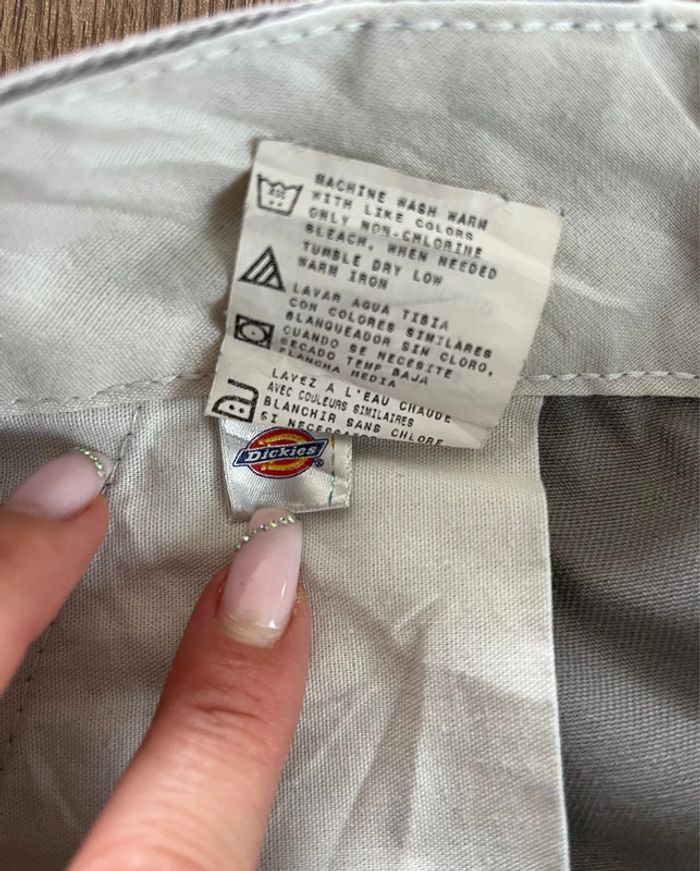 MACHINE WASH WARM
WITH LIKE COLORS
ONLY NON-CHLORINE
BLEACH, WHEN NEEDED
TUMBLE DRY LOW
WARM IRON
LAVAR AGUA TIBIA
CON COLORES SIMILARES
BLANQUEADOR SIN CLORO,
CUANDO SE NECESITE
SECADO TEMP BAJA
PLANCHA MEDIA
LAVEZ A L'EAU CHAUDE
AVEC COULEURS SIMILAIRES
BLANCHIR SANS CHLORE
SI
Dickies